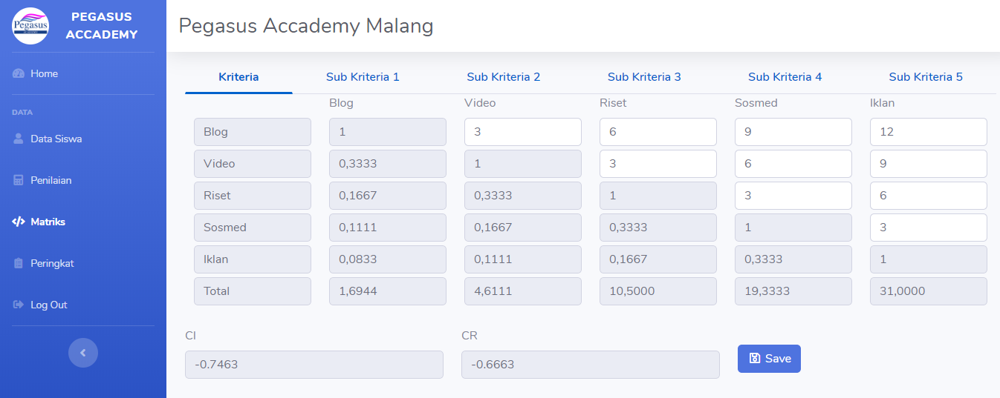 Pegasus
ACADEMY
PEGASUS
ACCADEMY
Home
DATA
Data Siswa
Penilaian
Matriks
Peringkat
Log Out
Pegasus Accademy Malang
Kriteria Sub Kriteria 1 Sub Kriteria 2 Sub Kriteria 3 Sub Kriteria 4 Sub Kriteria 5
Blog Video Riset Sosmed Iklan
Blog 1 3 6 9 12
Video 0,3333 1 3 6 9
Riset 0,1667 0,3333 1 3 6
Sosmed 0,1111 0,1667 0,3333 1 3
Iklan 0,0833 0,1111 0,1667 0,3333 1
Total 1,6944 4,6111 10,5000 19,3333 31,0000
CI CR
-0.7463 -0.6663 Save